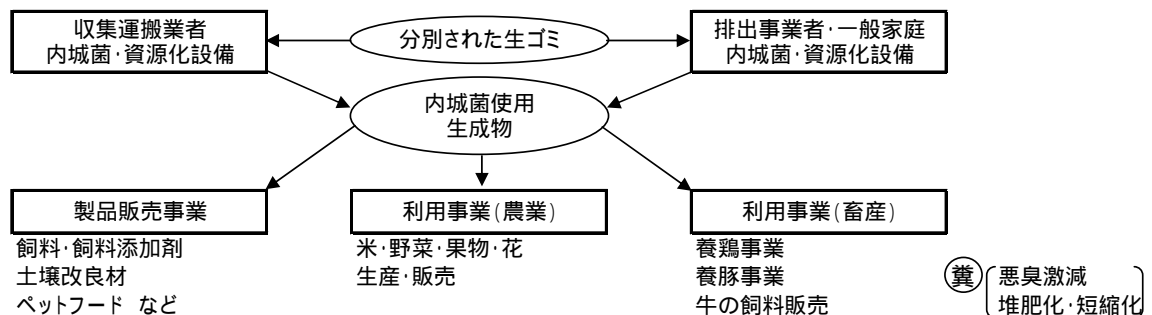 収集運搬業者
内城菌･資源化設備
分別された生ゴミ
排出事業者･一般家庭
内城菌･資源化設備
内城菌使用
生成物
製品販売事業
飼料･飼料添加剤
土壌改良材
ペットフード など
利用事業(農業)
米･野菜･果物･花
生産･販売
利用事業(畜産)
養鶏事業
養豚事業
牛の飼料販売
糞
悪臭激減
堆肥化･短縮化